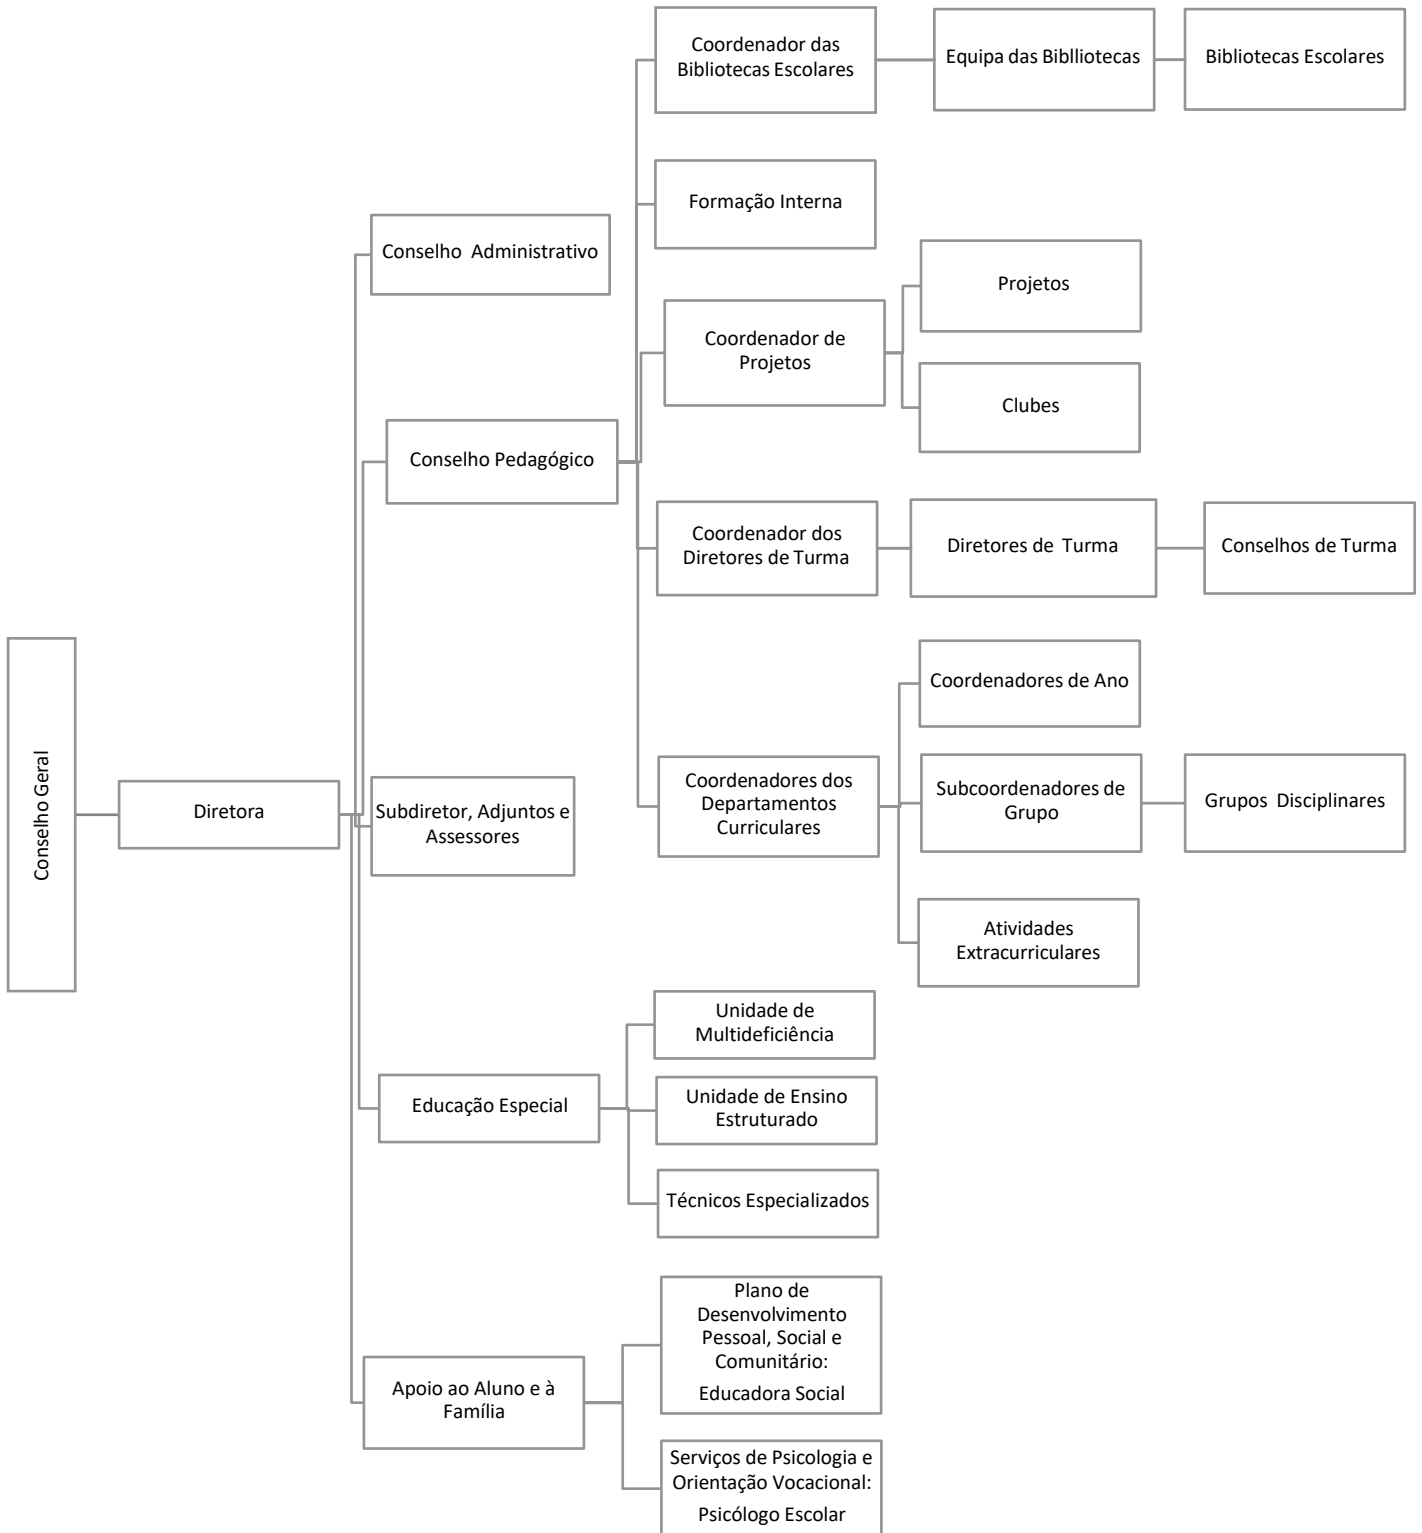 Coordenador das
Bibliotecas Escolares
Equipa das Biblliotecas
Bibliotecas Escolares
Formação Interna
Conselho Administrativo
Projetos
Coordenador de
Projetos
Clubes
Conselho Pedagógico
Coordenador dos
Diretores de Turma
Diretores de Turma
Conselhos de Turma
Coordenadores de Ano
Conselho Geral
Diretora
Subdiretor, Adjuntos e
Assessores
Coordenadores dos
Departamentos
Curriculares
Subcoordenadores de
Grupo
Grupos Disciplinares
Atividades
Extracurriculares
Unidade de
Multideficiência
Educação Especial
Unidade de Ensino
Estruturado
Técnicos Especializados
Plano de
Desenvolvimento
Pessoal, Social e
Comunitário:
Educadora Social
Apoio ao Aluno e à
Família
Serviços de Psicologia e
Orientação Vocacional:
Psicólogo Escolar